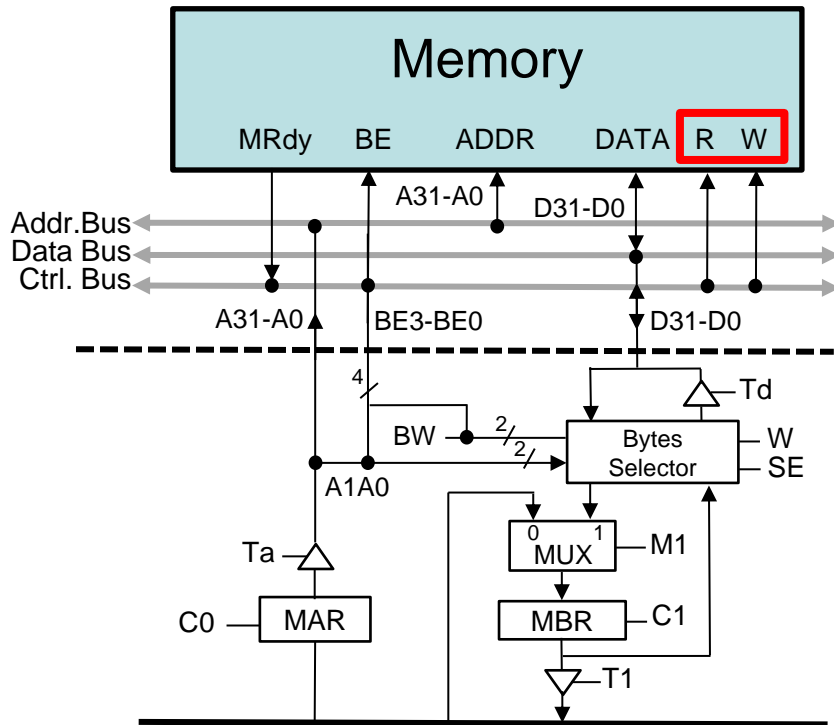 Memory
MRdy BE ADDR DATA R W
A31-A0
D31-D0
Addr.Bus
Data Bus
Ctrl. Bus
A31-A0
BE3-BE0
D31-D0
4
Td
BW
2
Bytes
Selector
W
2
SE
A1A0
0 1
MUX
M1
Ta
C0
MAR
MBR
C1
T1